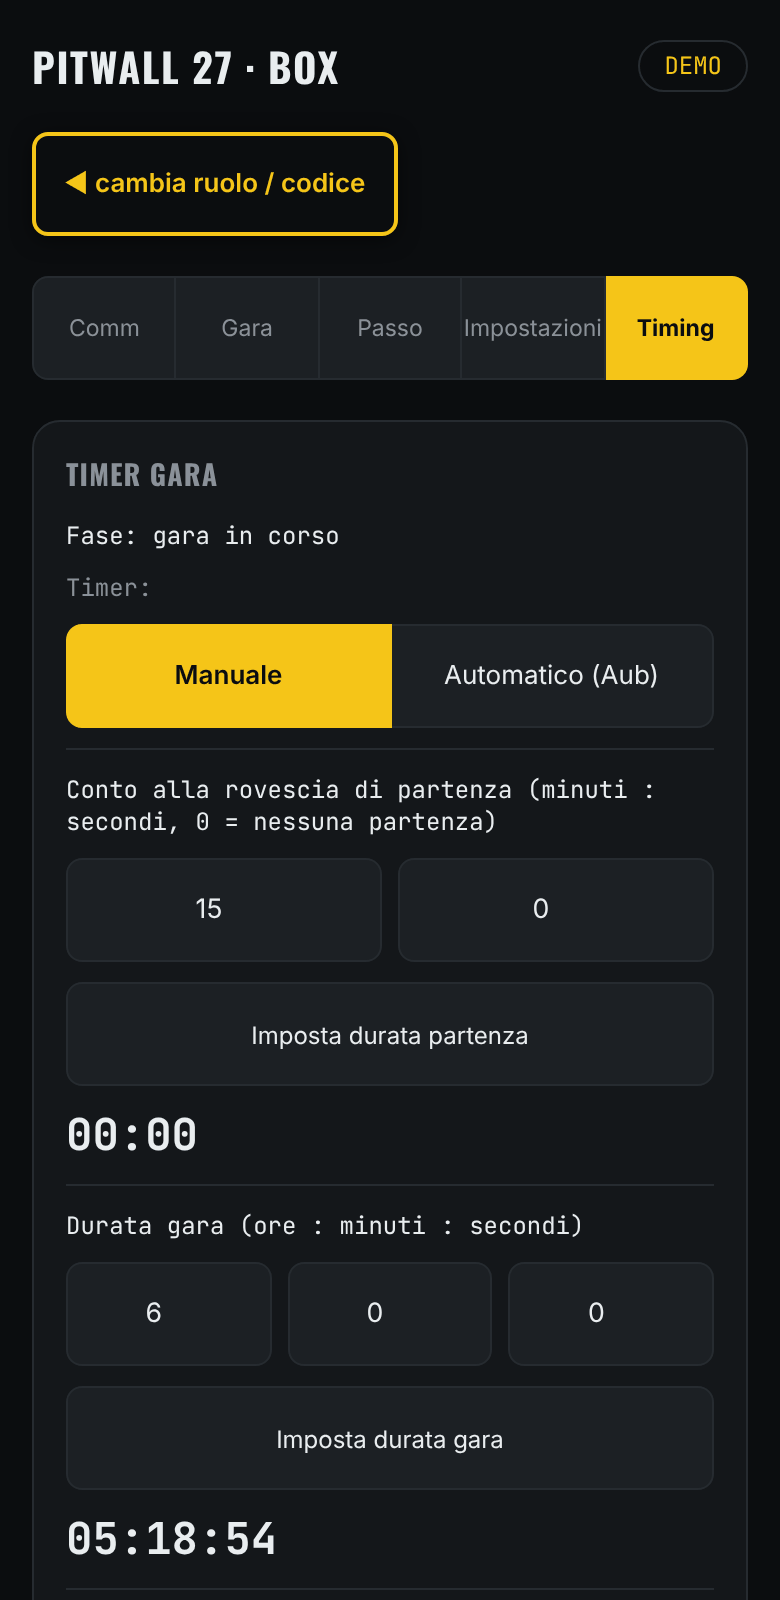 PITWALL 27 · BOX
DEMO
◀ cambia ruolo / codice
Comm
Gara
Passo
Impostazioni
Timing
TIMER GARA
Fase: gara in corso
Timer:
Manuale
Automatico (Aub)
Conto alla rovescia di partenza (minuti :
secondi, 0 = nessuna partenza)
15
0
Imposta durata partenza
00:00
Durata gara (ore : minuti : secondi)
6
0
0
Imposta durata gara
05:18:54